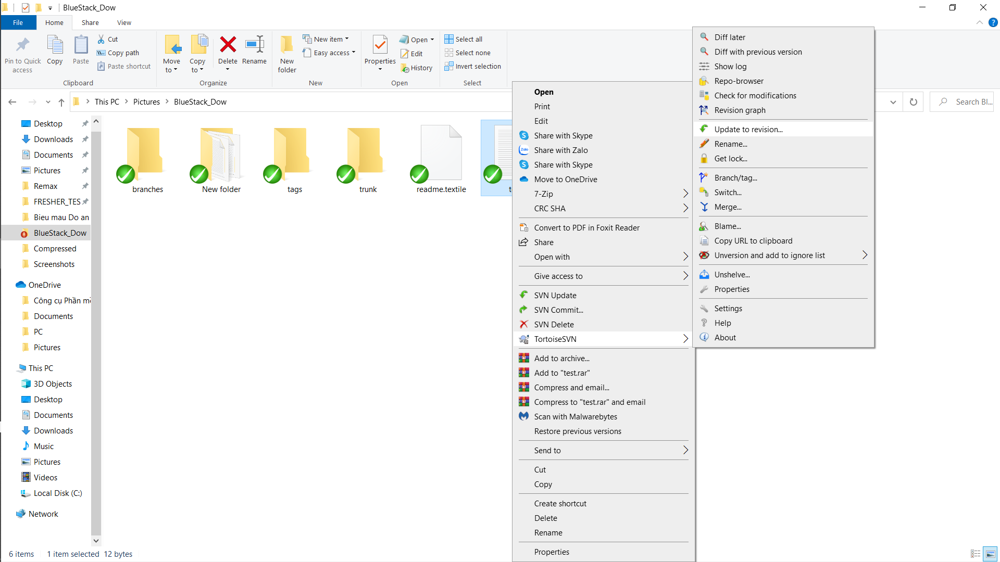 BlueStack_Dow
File
Home
Share
View
Pin to Quick access
Copy
Paste
Cut
Copy path
Paste shortcut
Clipboard
Move to
Copy to
Delete
Rename
Organize
New folder
New item
Easy access
New
Properties
Open
Edit
History
Open
Select all
Select none
Invert selection
Select
This PC
Pictures
BlueStack_Dow
Search Bl...
Desktop
Downloads
Documents
Pictures
Remax
FRESHER_TES
Bieu mau Do an
BlueStack_Dow
Compressed
Screenshots
OneDrive
Công cụ Phần
Documents
PC
Pictures
This PC
3D Objects
Desktop
Documents
Downloads
Music
Pictures
Videos
Local Disk (C:)
Network
branches
New folder
tags
trunk
readme.textile
Open
Print
Edit
Share with Skype
Zalo
Share with Zalo
Share with Skype
Move to OneDrive
7-Zip
CRC SHA
Convert to PDF in Foxit Reader
Share
Open with
Give access to
SVN Update
SVN Commit...
SVN Delete
TortoiseSVN
Add to archive...
Add to "test.rar"
Compress and email...
Compress to "test.rar" and email
Scan with Malwarebytes
Restore previous versions
Send to
Cut
Copy
Create shortcut
Delete
Rename
Properties
Diff later
Diff with previous version
Show log
Repo-browser
Check for modifications
Revision graph
Update to revision...
Rename...
Get lock...
Branch/tag...
Switch...
Merge...
Blame...
Copy URL to clipboard
Unversion and add to ignore list
Unshelve...
Properties
Settings
Help
About
6 items
1 item selected 12 bytes